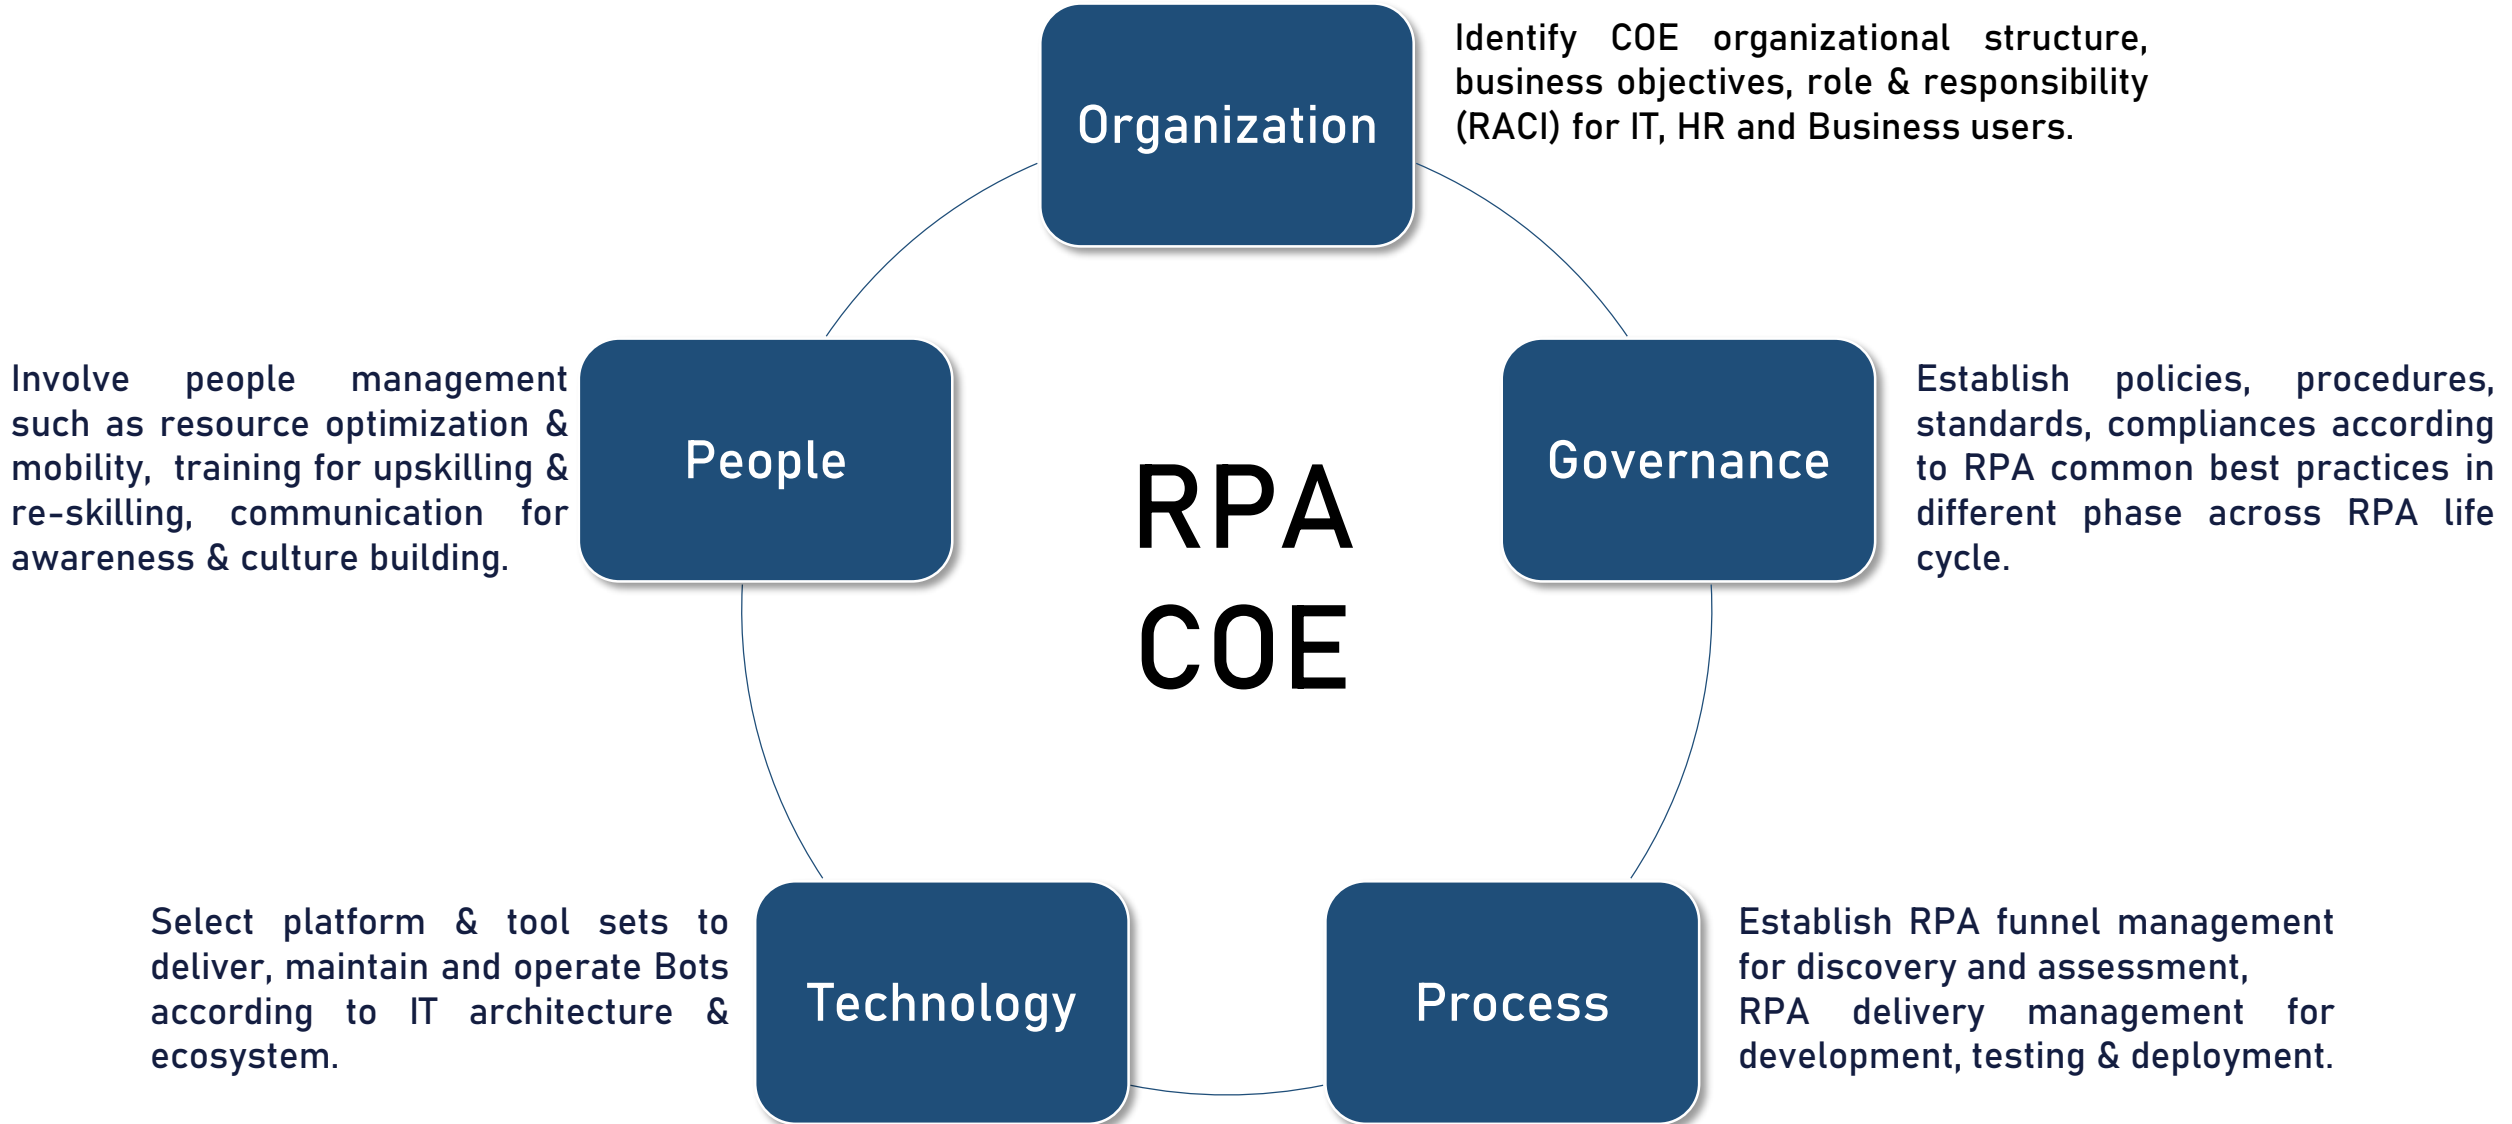 Organization
Identify COE organizational structure,
business objectives, role & responsibility
(RACI) for IT, HR and Business users.
Involve people management
such as resource optimization &
mobility, training for upskilling &
re-skilling, communication for
awareness & culture building.
People
RPA
COE
Governance
Establish policies, procedures,
standards, compliances according
to RPA common best practices in
different phase across RPA life
cycle.
Select platform & tool sets to
deliver, maintain and operate Bots
according to IT architecture &
ecosystem.
Technology
Process
Establish RPA funnel management
for discovery and assessment,
RPA delivery management for
development, testing & deployment.